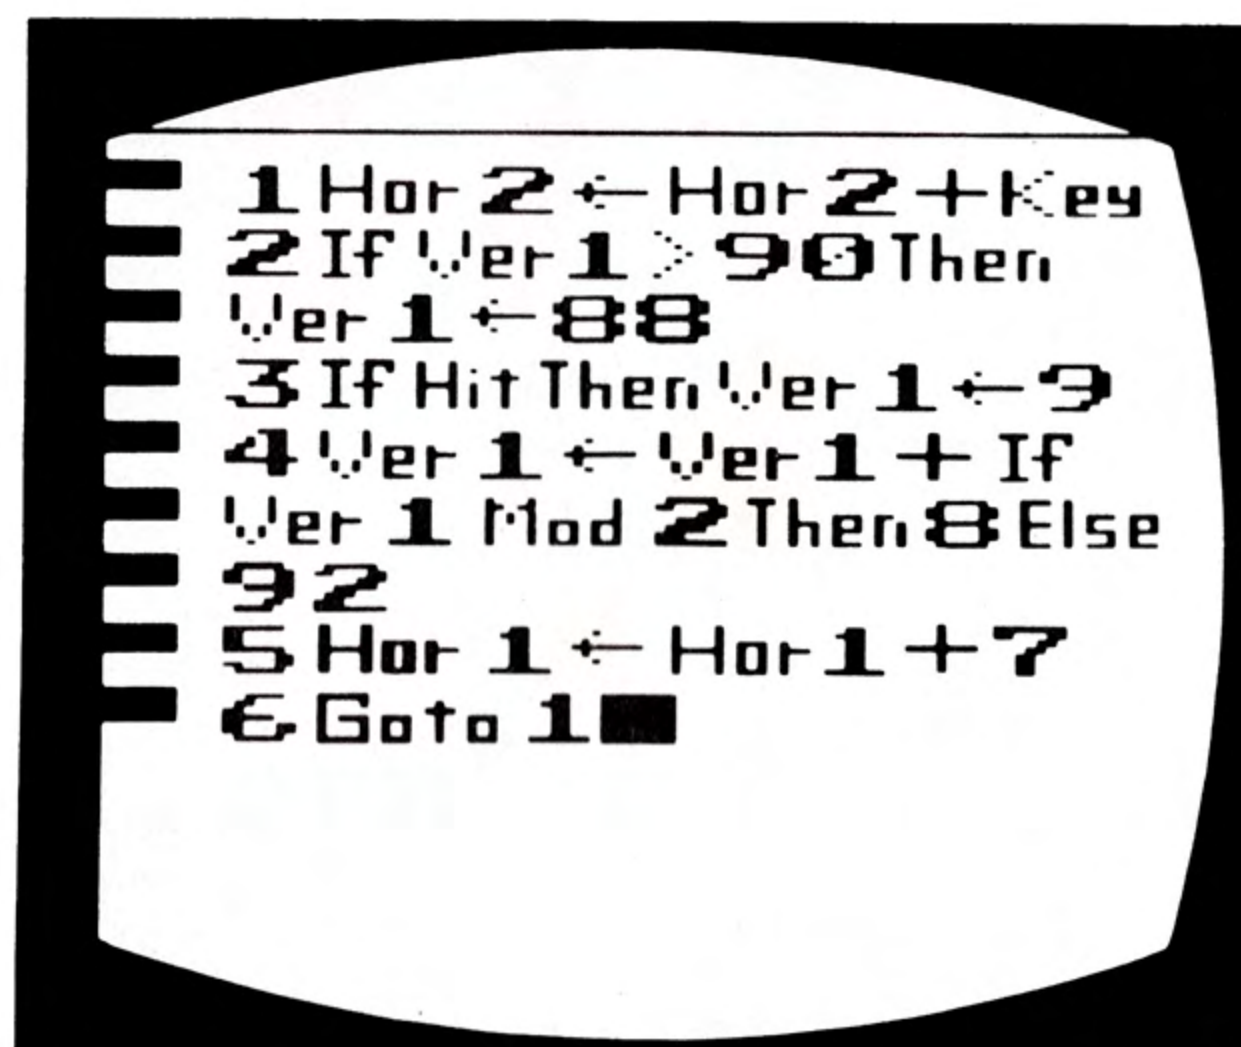 1 Hor 2 ← Hor 2 + Key
2 If Ver 1 > 90 Then
Ver 1 ← 88
3 If Hit Then Ver 1 ← 9
4 Ver 1 ← Ver 1 + If
Ver 1 Mod 2 Then 8 Else
92
5 Hor 1 ← Hor 1 + 7
6 Goto 1